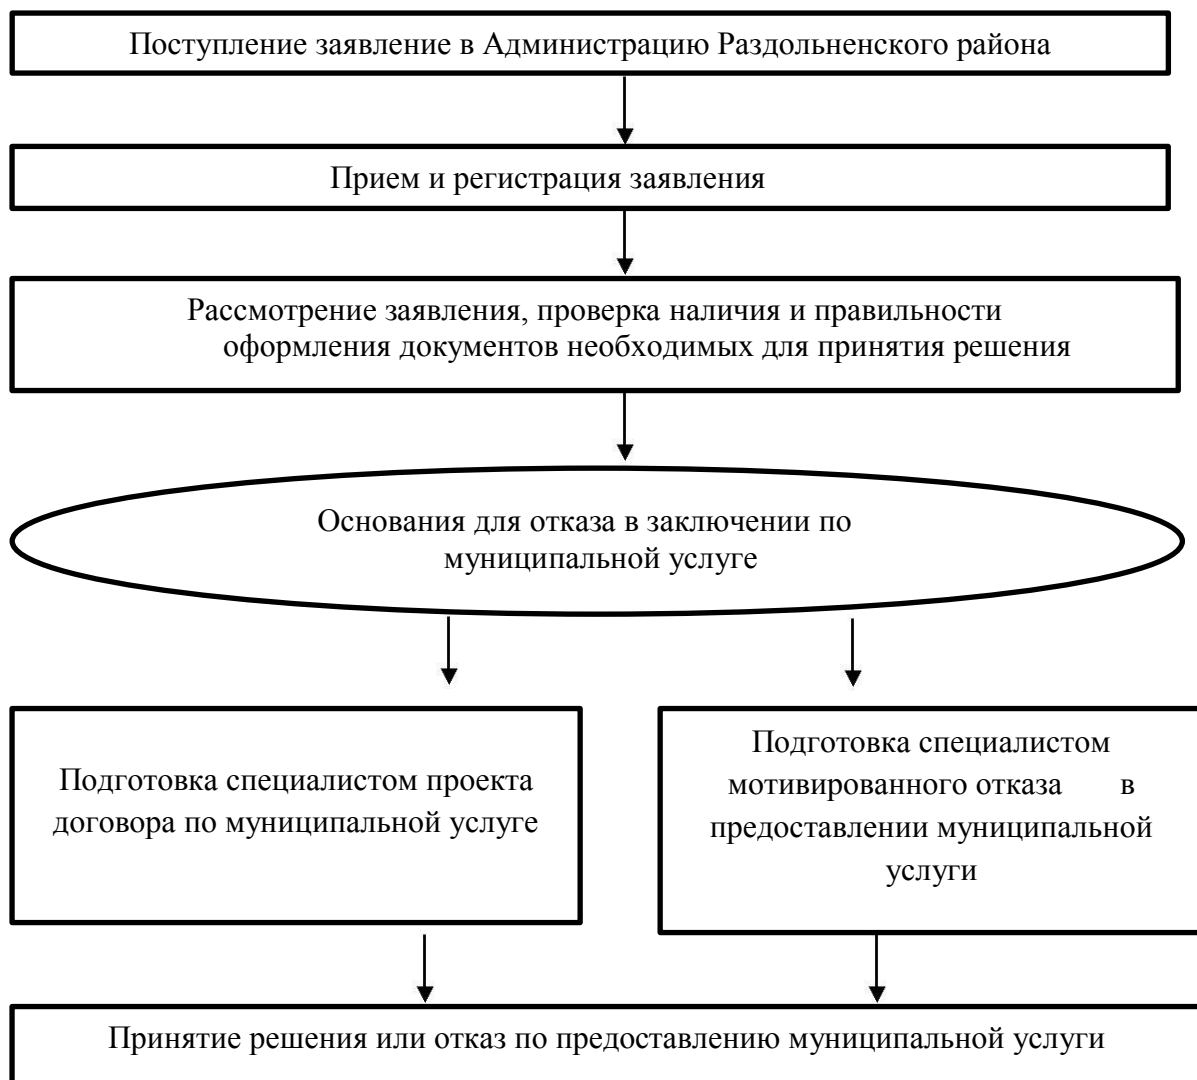 Поступление заявление в Администрацию Раздольненского района
Прием и регистрация заявления
Рассмотрение заявления, проверка наличия и правильности
оформления документов необходимых для принятия решения
Основания для отказа в заключении по
муниципальной услуге
Подготовка специалистом проекта
договора по муниципальной услуге
Подготовка специалистом
мотивированного отказа в
предоставлении муниципальной
услуги
Принятие решения или отказ по предоставлению муниципальной услуги